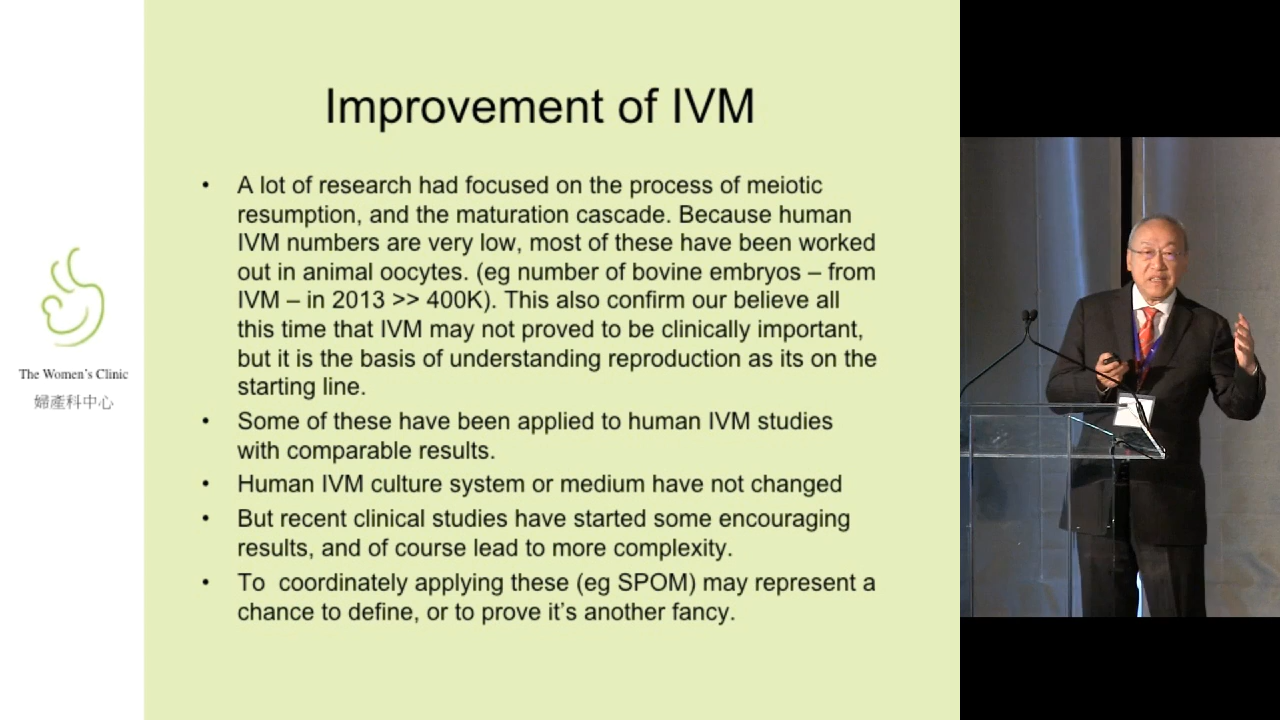 Improvement of IVM
• A lot of research had focused on the process of meiotic
resumption, and the maturation cascade. Because human
IVM numbers are very low, most of these have been worked
out in animal oocytes. (eg number of bovine embryos – from
IVM – in 2013 >> 400K). This also confirm our believe all
this time that IVM may not proved to be clinically important,
but it is the basis of understanding reproduction as its on the
starting line.
• Some of these have been applied to human IVM studies
with comparable results.
• Human IVM culture system or medium have not changed
• But recent clinical studies have started some encouraging
results, and of course lead to more complexity.
• To  coordinately applying these (eg SPOM) may represent a
chance to define, or to prove it’s another fancy.
The Women’s Clinic
婦產科中心